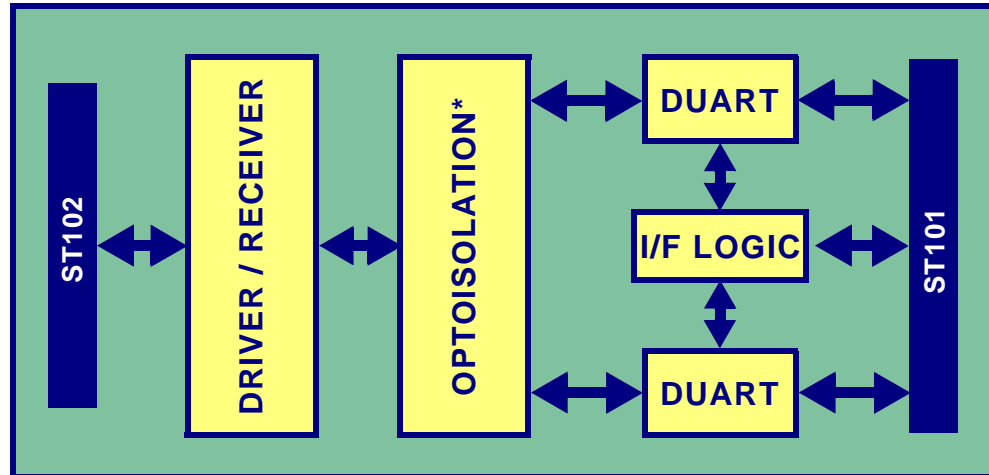 ST102
DRIVER / RECEIVER
OPTOISOLATION*
DUART
I/F LOGIC
DUART
ST101